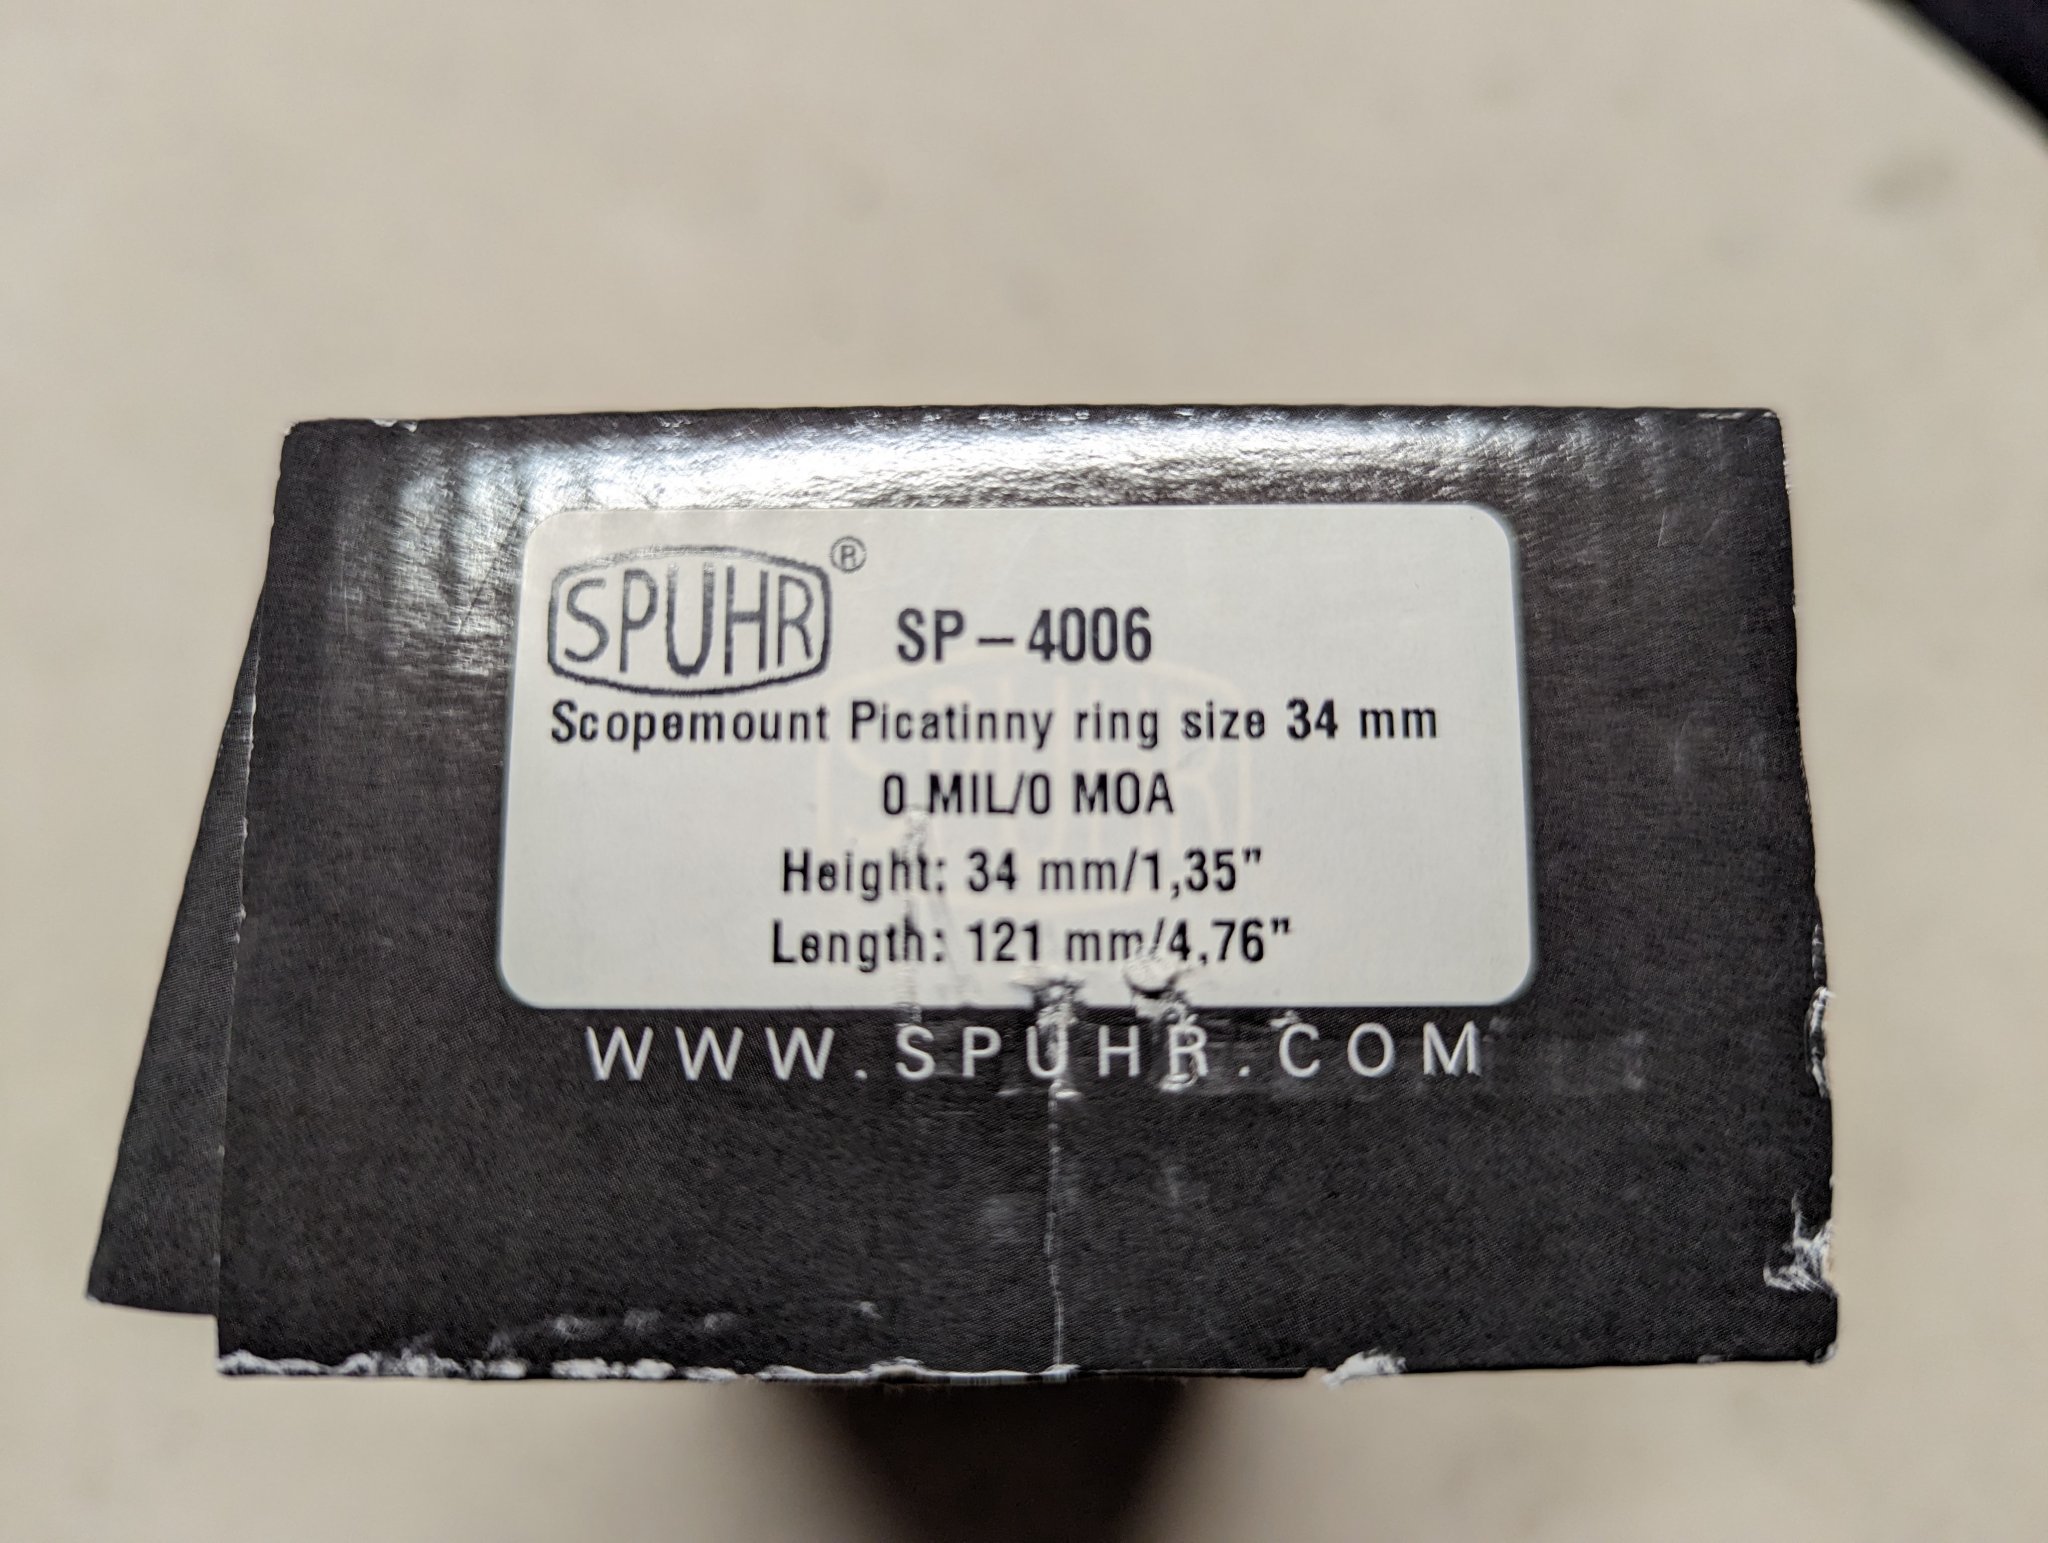 SPUHR® SP-4006
Scopemount Picatinny ring size 34 mm
0 MIL/0 MOA
Height: 34 mm/1,35"
Length: 121 mm/4,76"
WWW.SPUHR.COM